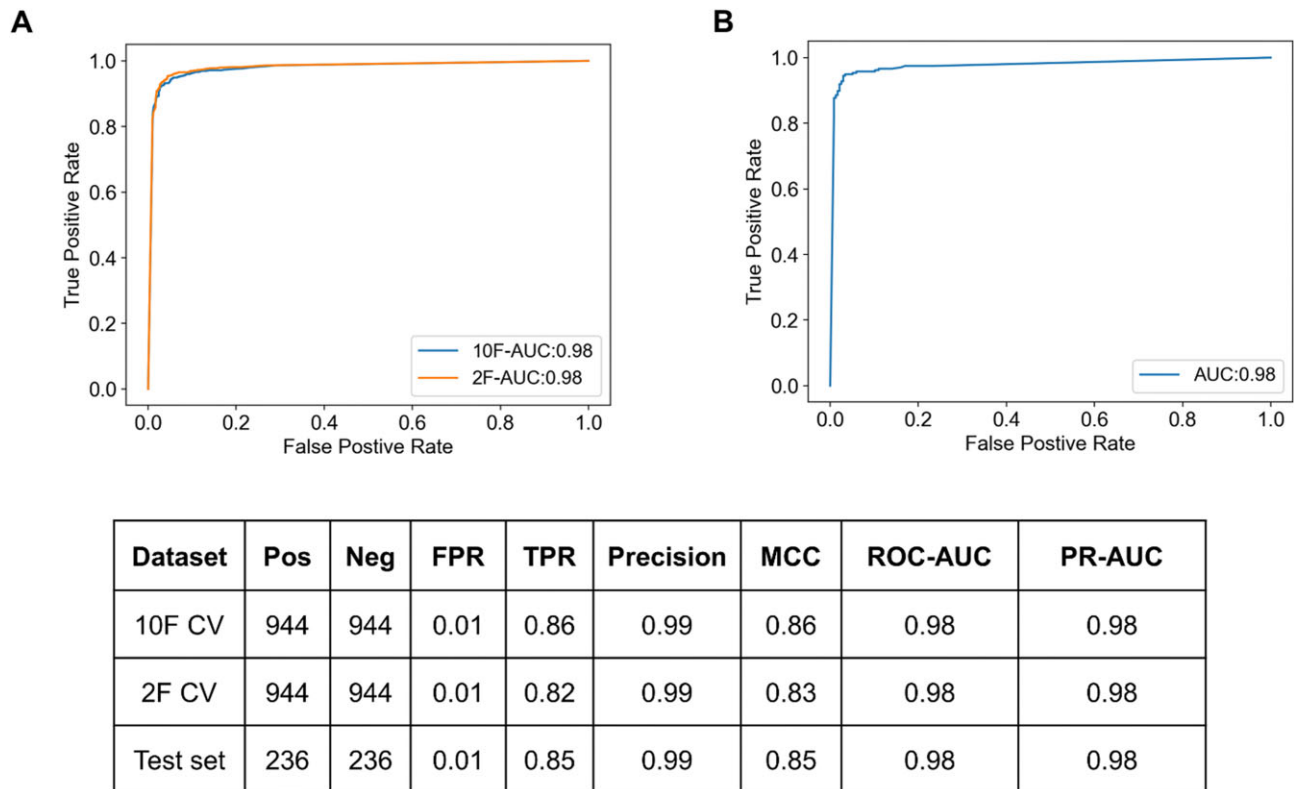 A
1.0
0.8
0.6
0.4
0.2
0.0
True Positive Rate
10F-AUC:0.98
2F-AUC:0.98
0.0 0.2 0.4 0.6 0.8 1.0
False Postive Rate
B
1.0
0.8
0.6
0.4
0.2
0.0
True Positive Rate
AUC:0.98
0.0 0.2 0.4 0.6 0.8 1.0
False Postive Rate
Dataset Pos Neg FPR TPR Precision MCC ROC-AUC PR-AUC
10F CV 944 944 0.01 0.86 0.99 0.86 0.98 0.98
2F CV 944 944 0.01 0.82 0.99 0.83 0.98 0.98
Test set 236 236 0.01 0.85 0.99 0.85 0.98 0.98